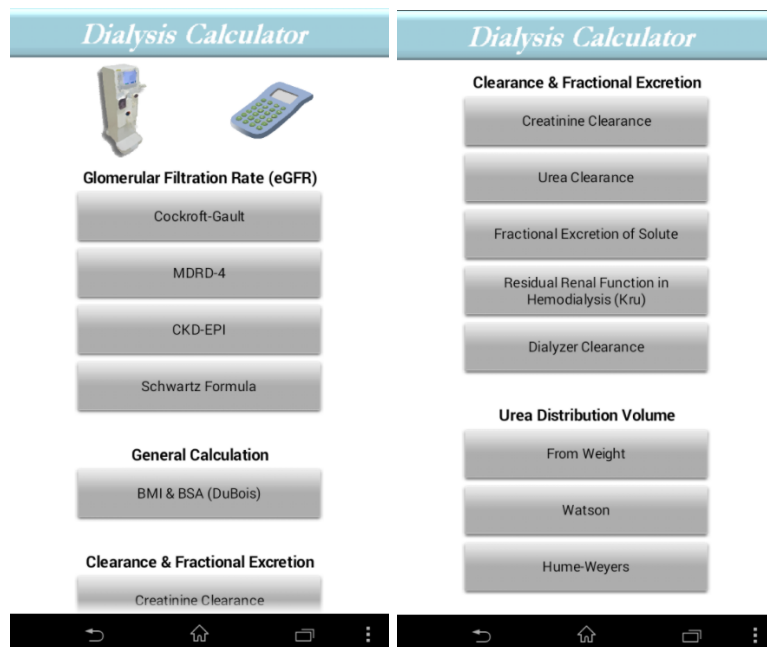 Dialysis Calculator
Glomerular Filtration Rate (eGFR)
Cockroft-Gault
MDRD-4
CKD-EPI
Schwartz Formula
General Calculation
BMI & BSA (DuBois)
Clearance & Fractional Excretion
Creatinine Clearance
Dialysis Calculator
Clearance & Fractional Excretion
Creatinine Clearance
Urea Clearance
Fractional Excretion of Solute
Residual Renal Function in
Hemodialysis (Kru)
Dialyzer Clearance
Urea Distribution Volume
From Weight
Watson
Hume-Weyers